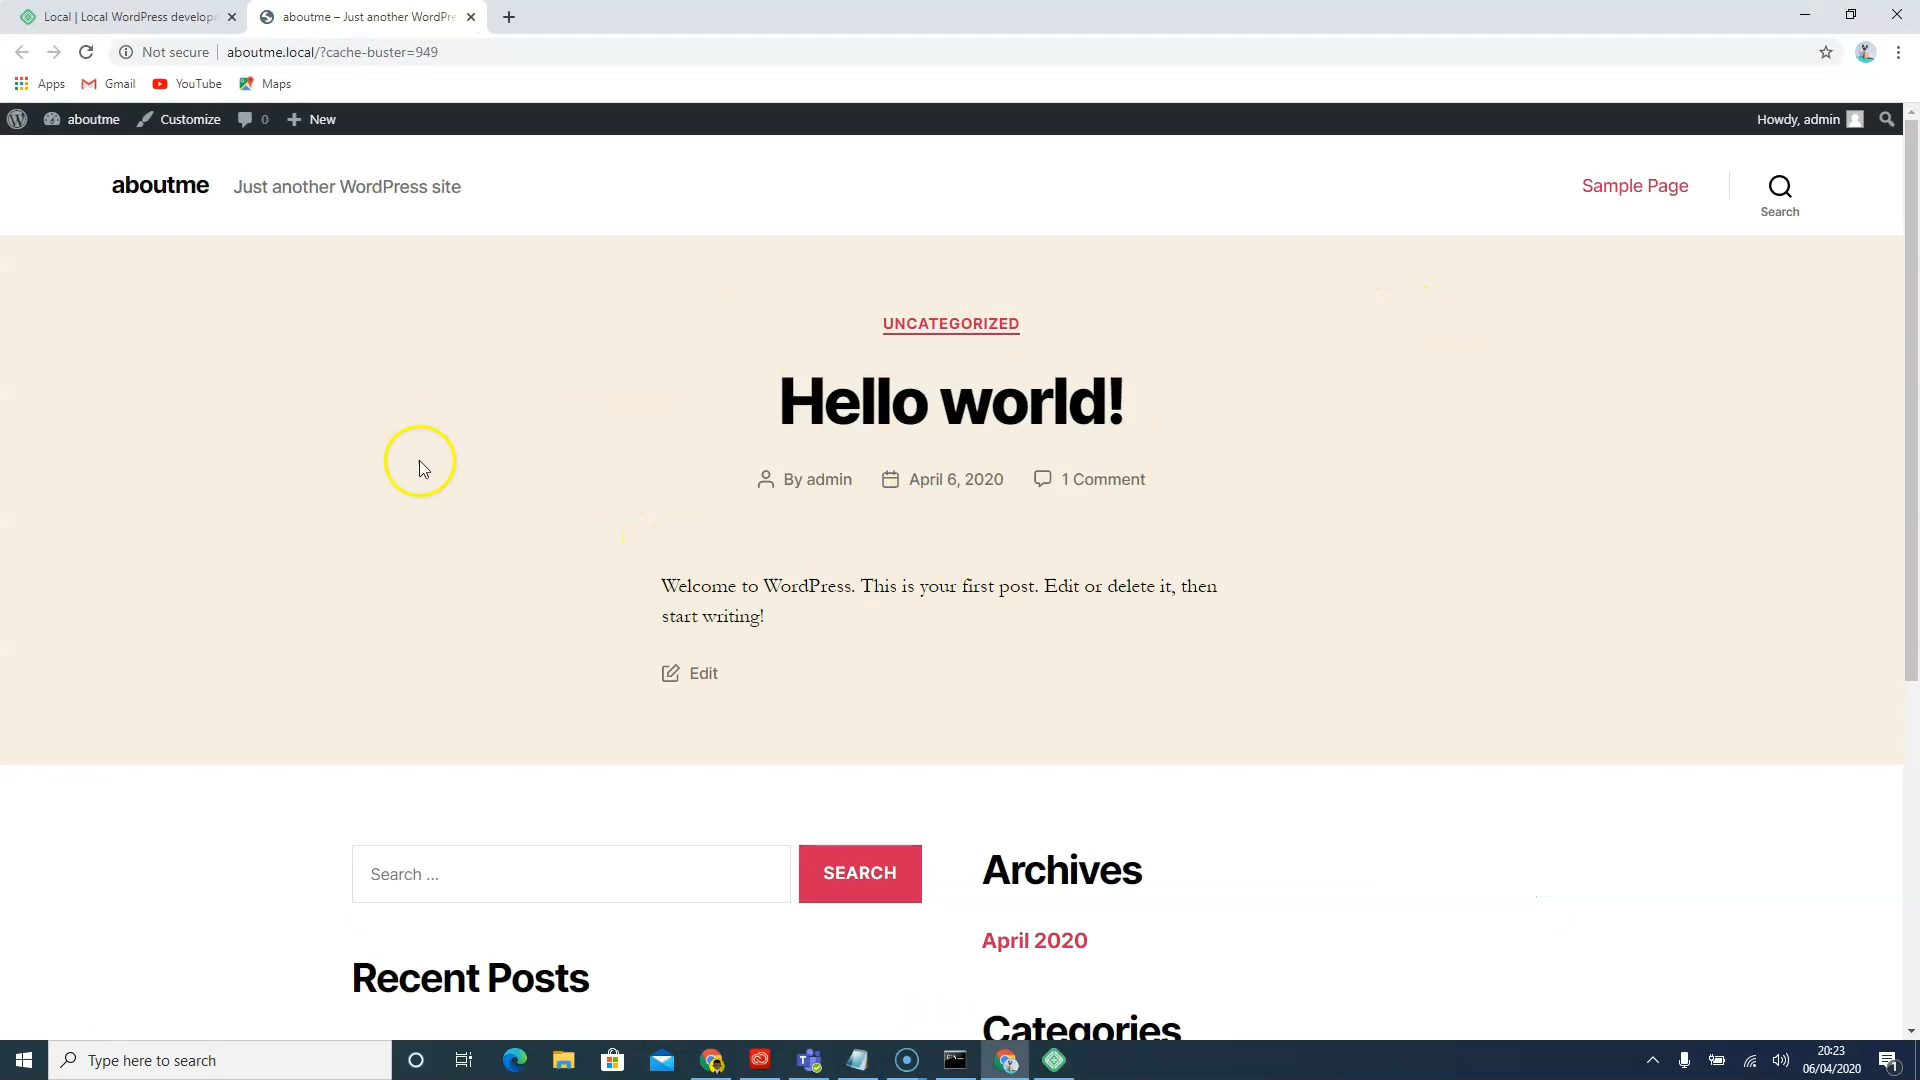 Local | Local WordPress develop
aboutme – Just another WordPre
Not secure
aboutme.local/?cache-buster=949
Apps
Gmail
YouTube
Maps
aboutme
Customize
0
New
Howdy, admin
aboutme
Just another WordPress site
Sample Page
Search
UNCATEGORIZED
Hello world!
By admin
April 6, 2020
1 Comment
Welcome to WordPress. This is your first post. Edit or delete it, then
start writing!
Edit
Search …
SEARCH
Archives
April 2020
Recent Posts
Categories
Type here to search
20:23
06/04/2020
1